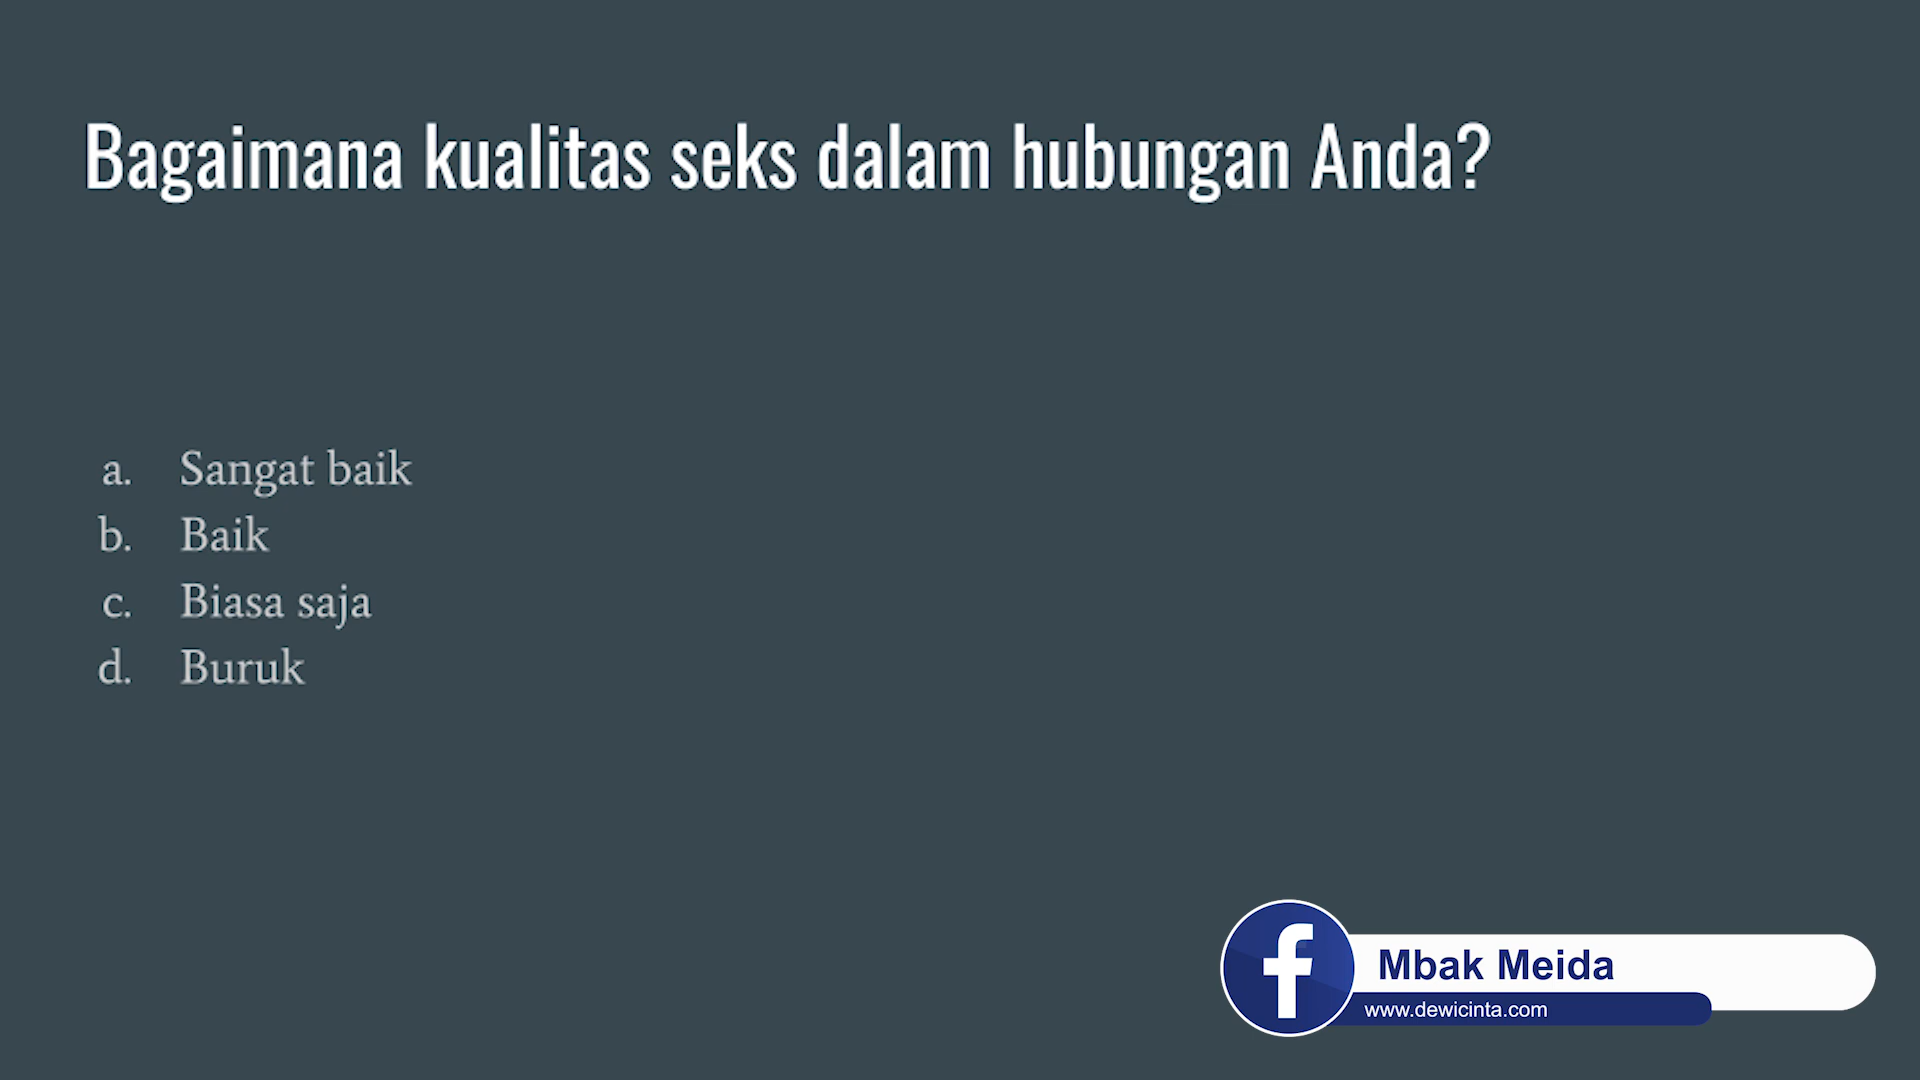 Bagaimana kualitas seks dalam hubungan Anda?
a. Sangat baik
b. Baik
c. Biasa saja
d. Buruk
f
Mbak Meida
www.dewicinta.com